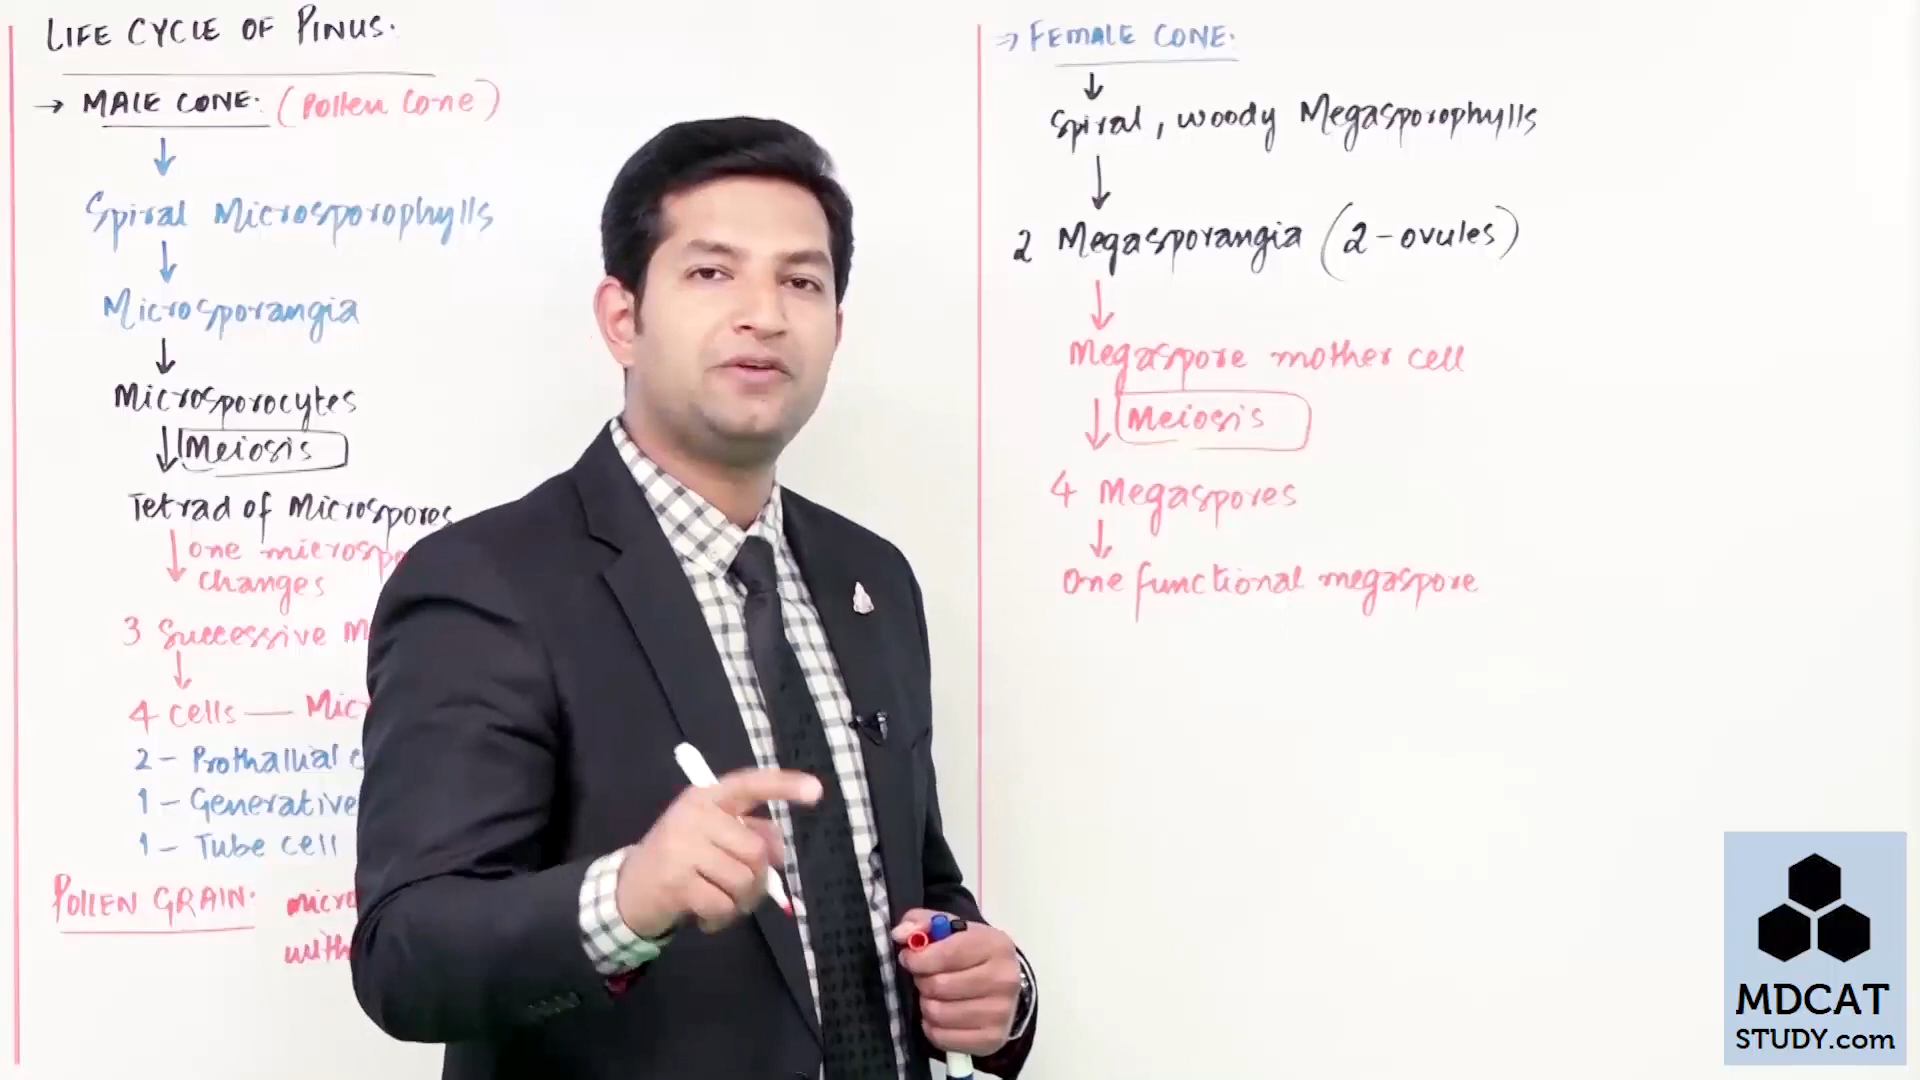 LIFE CYCLE OF PINUS.
→ MALE CONE: (Pollen Cone)
Spiral Microsporophylls
Microsporangia
Microsporocytes
Meiosis
Tetrad of Microspores
one
changes
3 Successive
4 cells —
2 - Prothallial
1 - Generative
1 - Tube cell
POLLEN GRAIN:
⇒ FEMALE CONE:
Spiral, woody Megasporophylls
2 Megasporangia (2-ovules)
Megaspore mother cell
Meiosis
4 Megaspores
One functional megaspore
MDCAT
STUDY.com